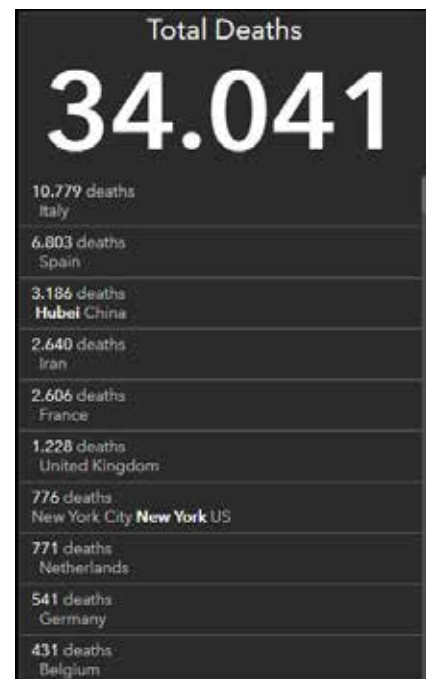 Total Deaths
34.041
10.779 deaths
Italy
6.803 deaths
Spain
3.186 deaths
Hubei China
2.640 deaths
Iran
2.606 deaths
France
1.228 deaths
United Kingdom
776 deaths
New York City New York US
771 deaths
Netherlands
541 deaths
Germany
431 deaths
Belgium